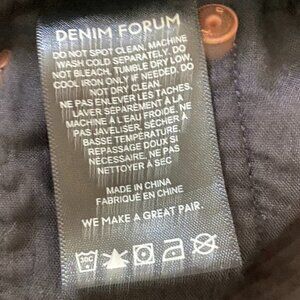 DENIM FORUM
DO NOT SPOT CLEAN, MACHINE
WASH COLD SEPARATELY. DO
NOT BLEACH, TUMBLE DRY LOW,
COOL IRON ONLY IF NEEDED. DO
NOT DRY CLEAN.
NE PAS ENLEVER LES TACHES,
LAVER SÉPARÉMENT À LA
MACHINE À L'EAU FROIDE. NE
PAS JAVELISER, SÉCHER À
BASSE TEMPÉRATURE,
REPASSAGE DOUX SI
NÉCESSAIRE. NE PAS
NETTOYER À SEC
MADE IN CHINA
FABRIQUÉ EN CHINE
WE MAKE A GREAT PAIR.
30C